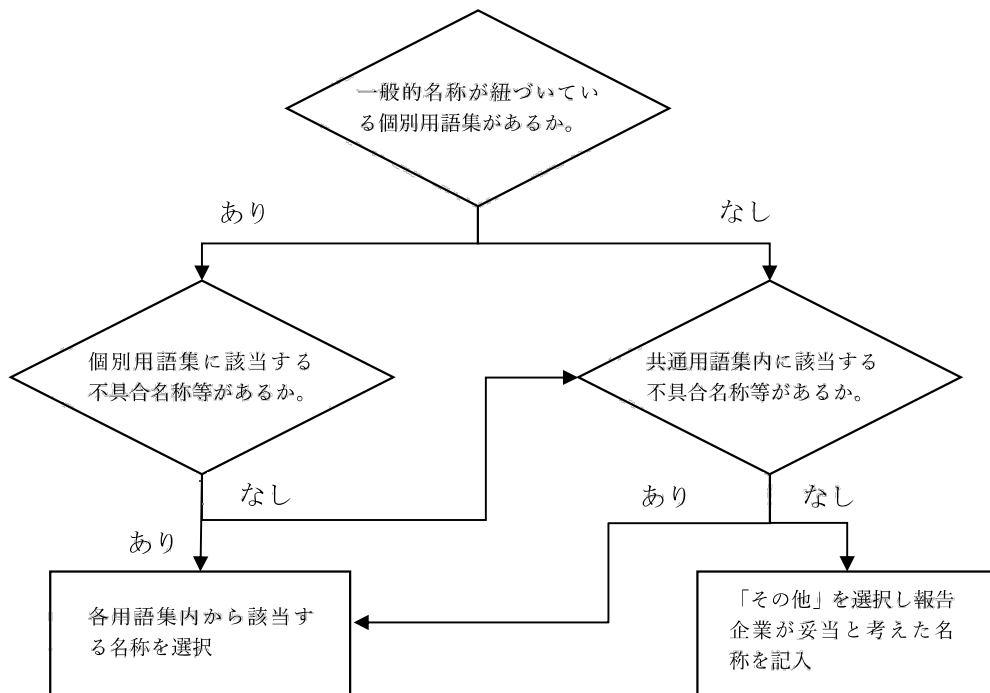 一般的名称が紐づいてい
る個別用語集があるか。
あり
なし
個別用語集に該当する
不具合名称等があるか。
共通用語集内に該当する
不具合名称等があるか。
なし
あり
なし
あり
各用語集内から該当す
る名称を選択
「その他」を選択し報告
企業が妥当と考えた名
称を記入